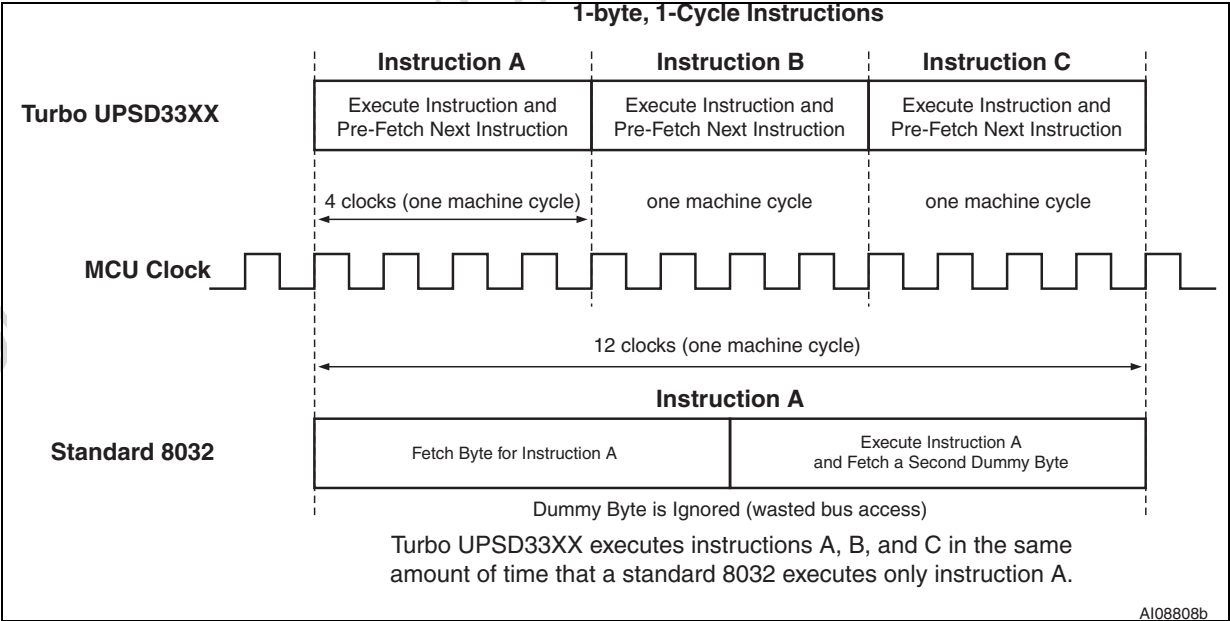 1-byte, 1-Cycle Instructions
Instruction A
Instruction B
Instruction C
Turbo UPSD33XX
Execute Instruction and
Pre-Fetch Next Instruction
Execute Instruction and
Pre-Fetch Next Instruction
Execute Instruction and
Pre-Fetch Next Instruction
4 clocks (one machine cycle)
one machine cycle
one machine cycle
MCU Clock
12 clocks (one machine cycle)
Instruction A
Standard 8032
Fetch Byte for Instruction A
Execute Instruction A
and Fetch a Second Dummy Byte
Dummy Byte is Ignored (wasted bus access)
Turbo UPSD33XX executes instructions A, B, and C in the same
amount of time that a standard 8032 executes only instruction A.
AI08808b